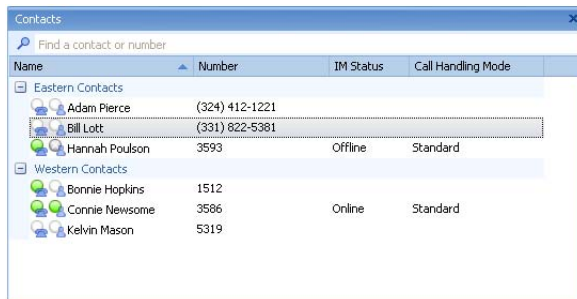 Contacts
Find a contact or number
Name Number IM Status Call Handling Mode
Eastern Contacts
Adam Pierce (324) 412-1221
Bill Lott (331) 822-5381
Hannah Poulson 3593 Offline Standard
Western Contacts
Bonnie Hopkins 1512
Connie Newsome 3586 Online Standard
Kelvin Mason 5319